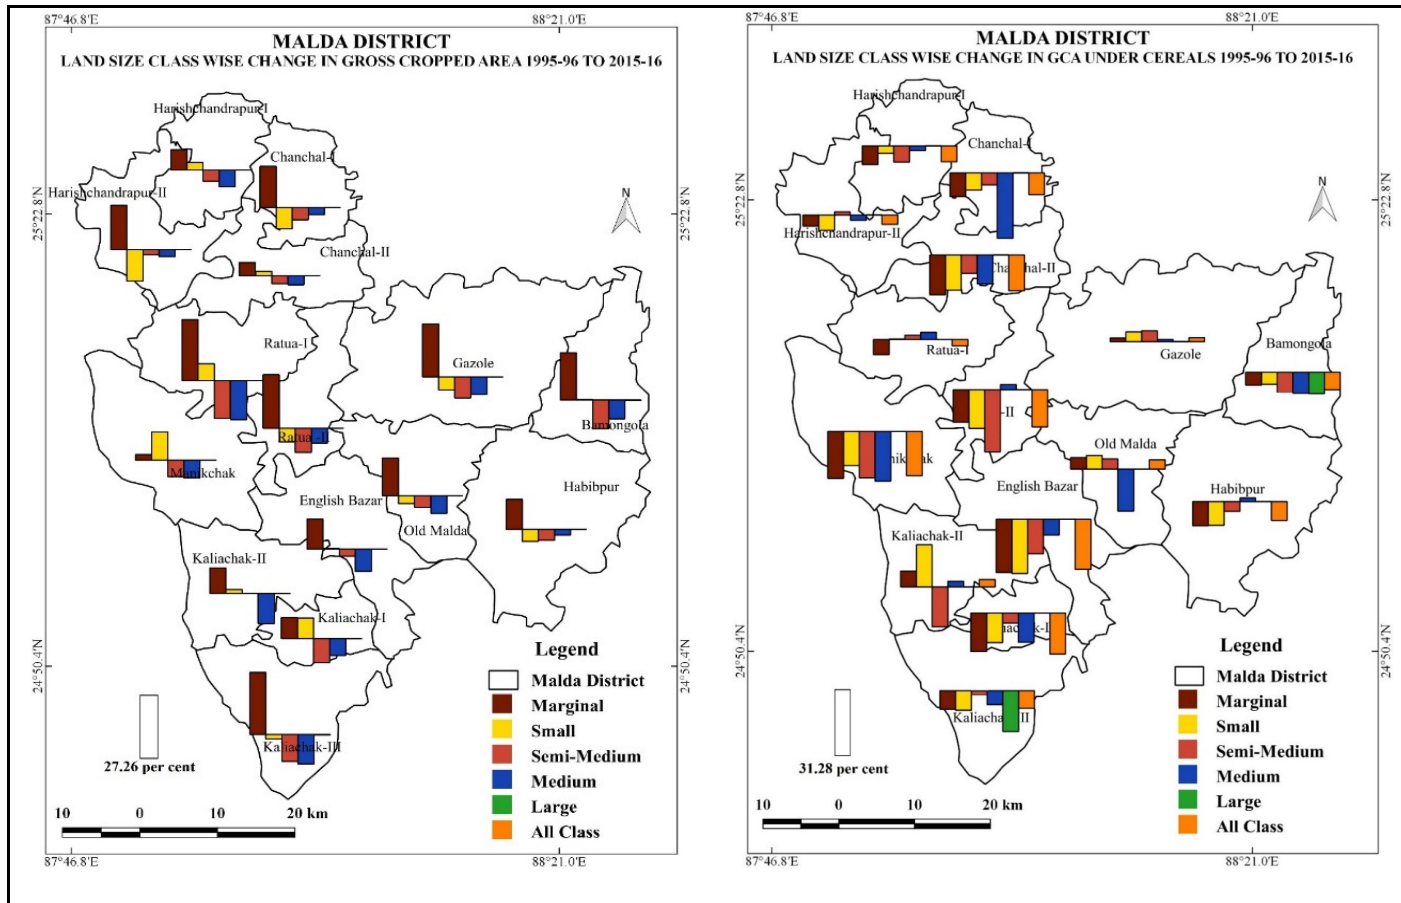 87°46.8'E
88°21.0'E
MALDA DISTRICT
LAND SIZE CLASS WISE CHANGE IN GROSS CROPPED AREA 1995-96 TO 2015-16
Harishchandrapur-I
Chanchal-I
Harishchandrapur-II
N
25°22.8'N
25°22.8'N
Chanchal-II
Ratua-I
Gazole
Bamongola
Ratua-II
Manikchak
English Bazar
Habibpur
Old Malda
Kaliachak-II
Kaliachak-I
Legend
Malda District
Marginal
Small
Semi-Medium
Medium
Large
All Class
24°50.4'N
24°50.4'N
Kaliachak-III
27.26 per cent
10 0 10 20 km
87°46.8'E
88°21.0'E
87°46.8'E
88°21.0'E
MALDA DISTRICT
LAND SIZE CLASS WISE CHANGE IN GCA UNDER CEREALS 1995-96 TO 2015-16
Harishchandrapur-I
Chanchal-I
N
25°22.8'N
25°22.8'N
Harishchandrapur-II
Ratua-I
Gazole
Bamongola
-II
Old Malda
English Bazar
Habibpur
Kaliachak-II
Legend
Malda District
Marginal
Small
Semi-Medium
Medium
Large
All Class
24°50.4'N
24°50.4'N
31.28 per cent
10 0 10 20 km
87°46.8'E
88°21.0'E